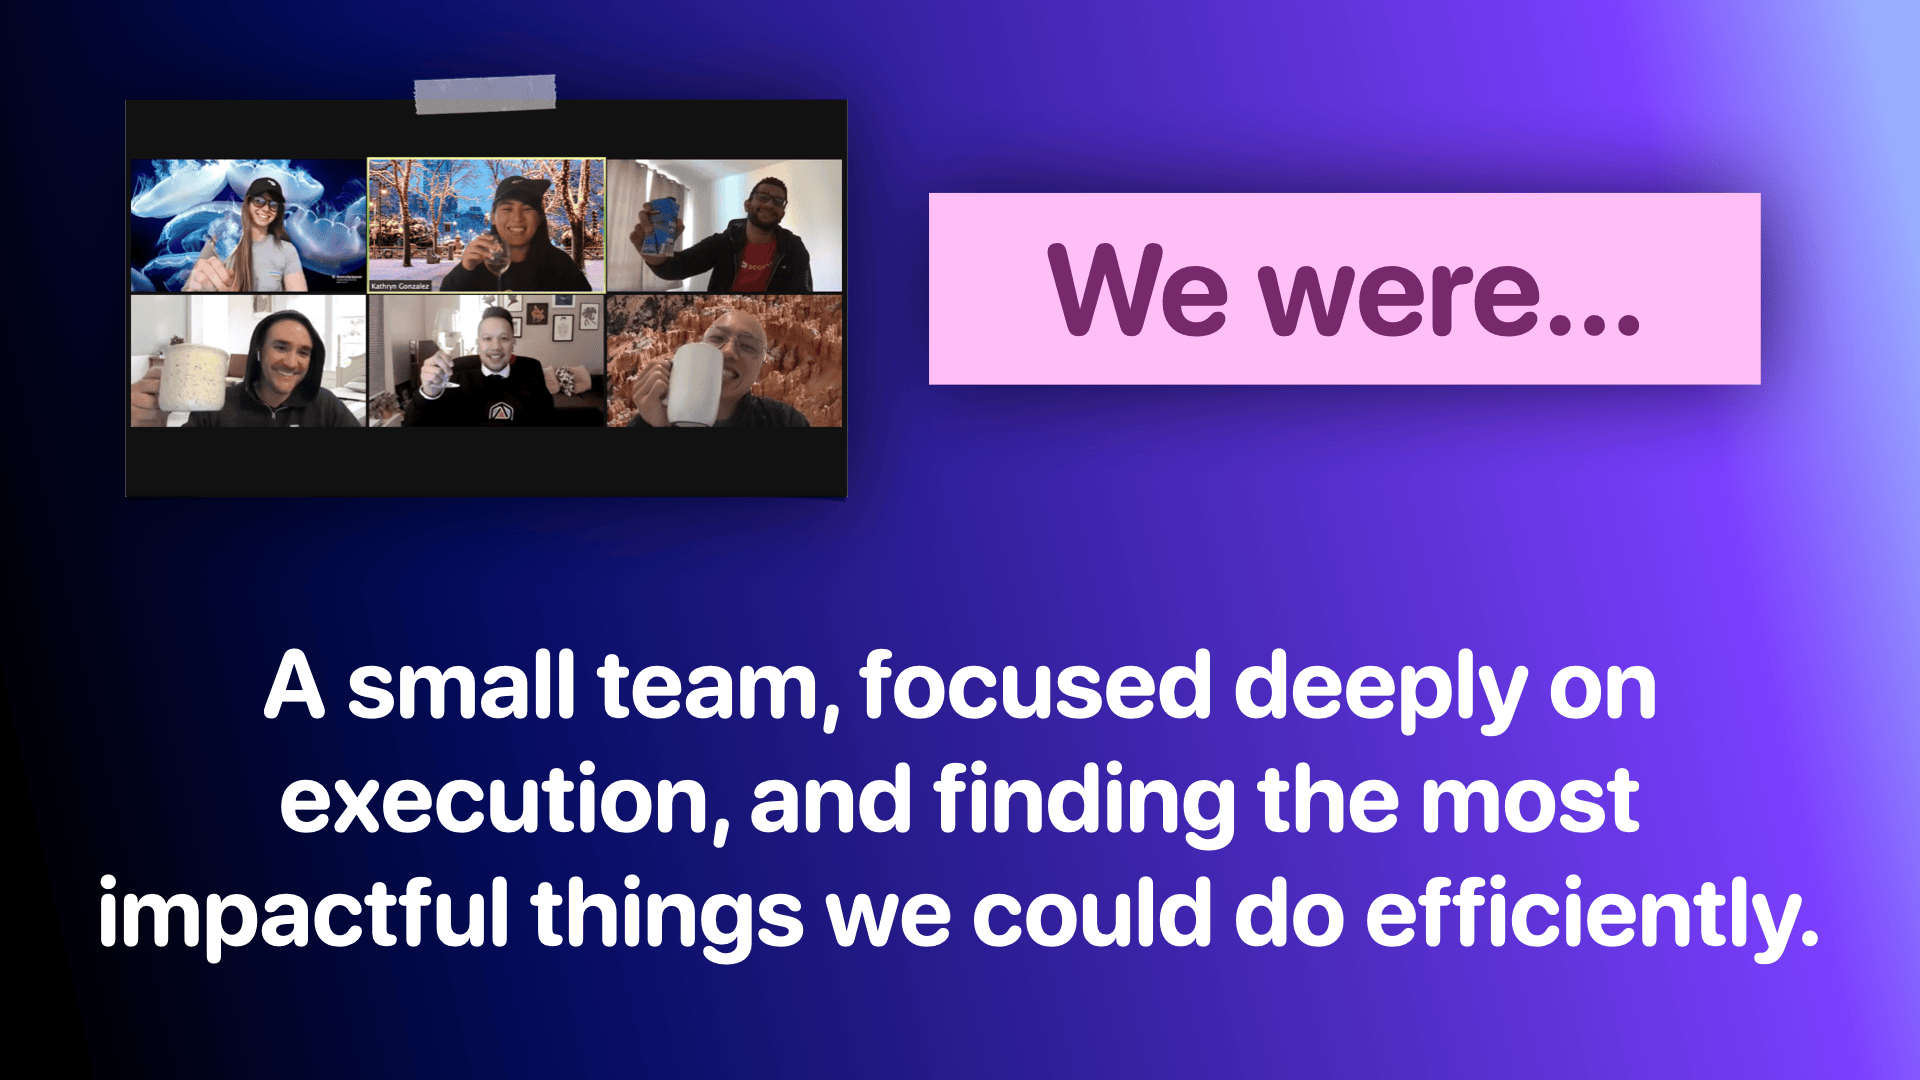 Kathryn Gonzalez
We were...
A small team, focused deeply on
execution, and finding the most
impactful things we could do efficiently.